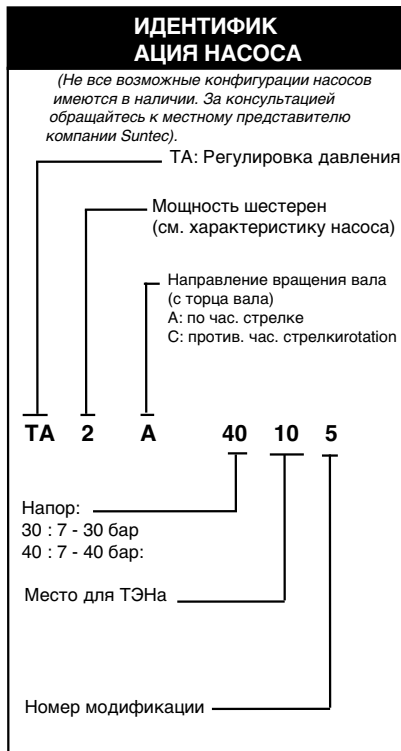 ИДЕНТИФИК
АЦИЯ НАСОСА
(Не все возможные конфигурации насосов
имеются в наличии. За консультацией
обращайтесь к местному представителю
компании Suntec).
TA: Регулировка давления
Мощность шестерен
(см. характеристику насоса)
Направление вращения вала
(с торца вала)
A: по час. стрелке
C: против. час. стрелкиrotation
TA 2 A 40 10 5
Напор:
30 : 7 - 30 бар
40 : 7 - 40 бар:
Место для ТЭНа
Номер модификации